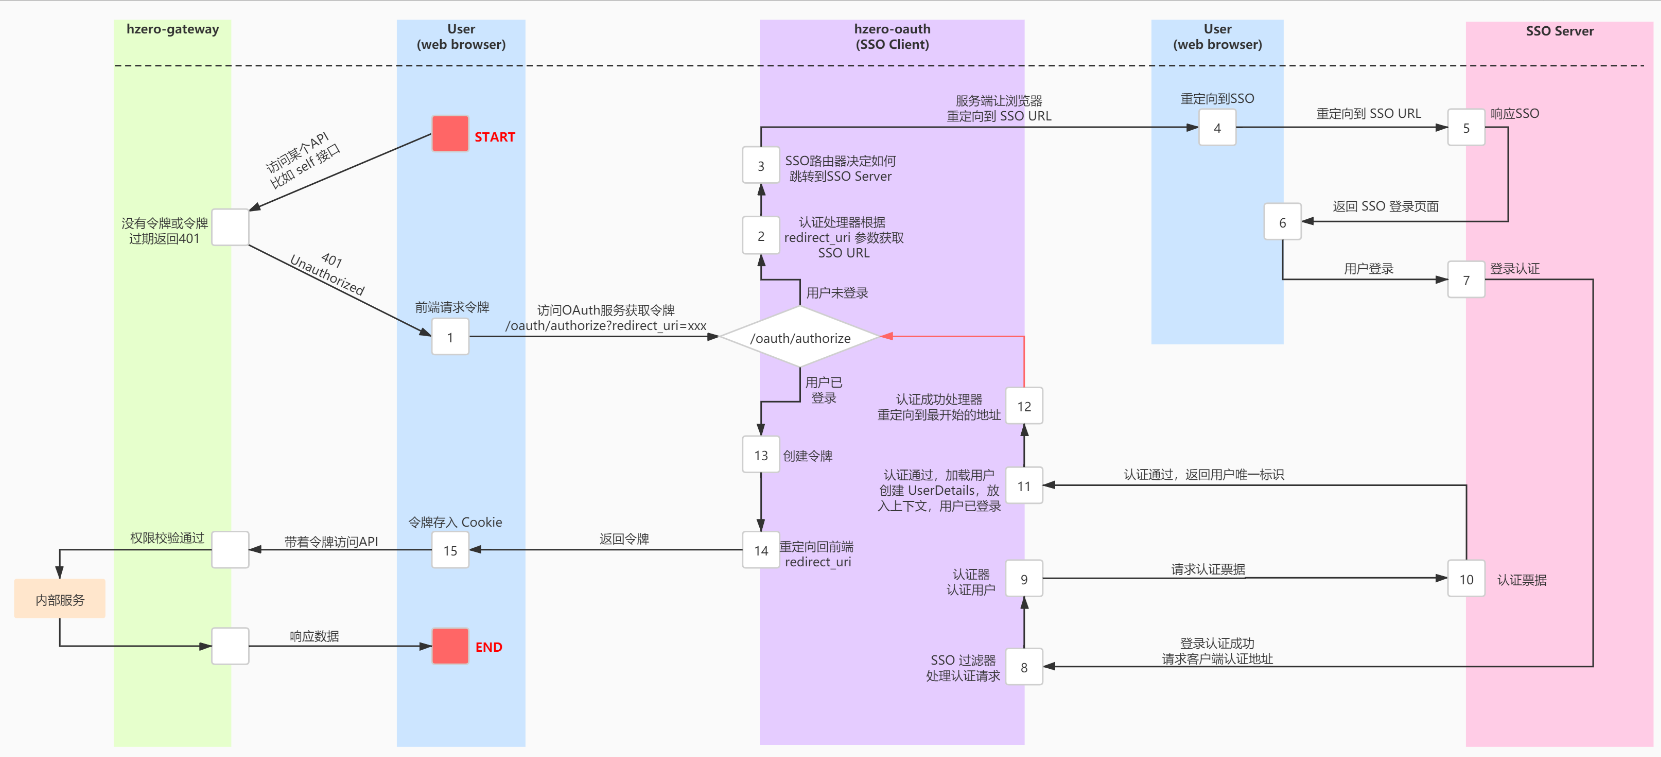 hzero-gateway
User
(web browser)
hzero-oauth
(SSO Client)
User
(web browser)
SSO Server
START
访问某个API
比如 self 接口
没有令牌或令牌
过期返回401
401
Unauthorized
前端请求令牌
1
访问OAuth服务获取令牌
/oauth/authorize?redirect_uri=xxx
/oauth/authorize
用户未登录
2
认证处理器根据
redirect_uri 参数获取
SSO URL
3
SSO路由器决定如何
跳转到SSO Server
服务端让浏览器
重定向到 SSO URL
重定向到SSO
4
重定向到 SSO URL
5
响应SSO
返回 SSO 登录页面
6
用户登录
7
登录认证
登录认证成功
请求客户端认证地址
8
SSO 过滤器
处理认证请求
9
认证器
认证用户
请求认证票据
10
认证票据
认证通过，返回用户唯一标识
11
认证通过，加载用户
创建 UserDetails，放
入上下文，用户已登录
12
认证成功处理器
重定向到最开始的地址
用户已
登录
13
创建令牌
14
重定向回前端
redirect_uri
返回令牌
令牌存入 Cookie
15
带着令牌访问API
权限校验通过
内部服务
响应数据
END